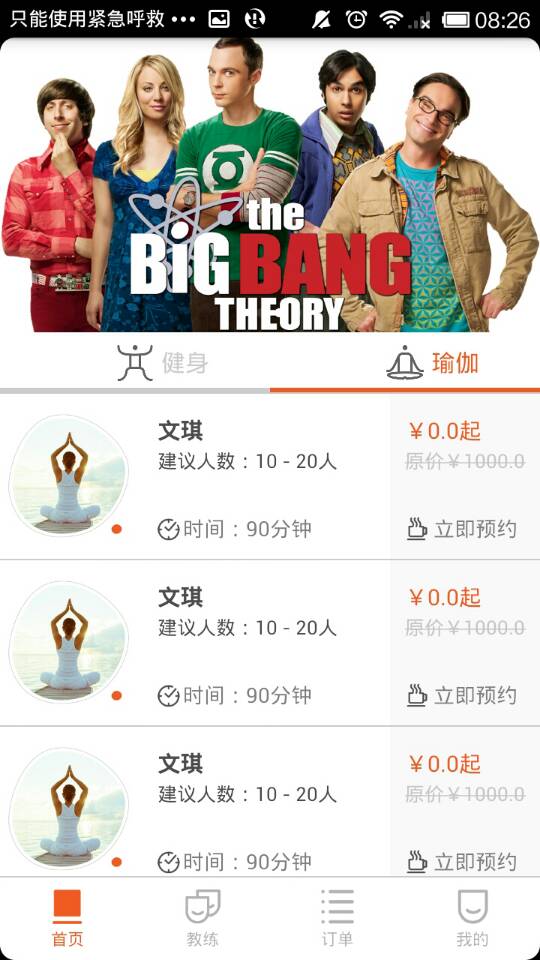 只能使用紧急呼救 ••• 08:26
the
BIG BANG
THEORY
健身 瑜伽
文琪 ￥0.0起
建议人数：10 - 20人 原价￥1000.0
时间：90分钟 立即预约
文琪 ￥0.0起
建议人数：10 - 20人 原价￥1000.0
时间：90分钟 立即预约
文琪 ￥0.0起
建议人数：10 - 20人 原价￥1000.0
时间：90分钟 立即预约
首页 教练 订单 我的